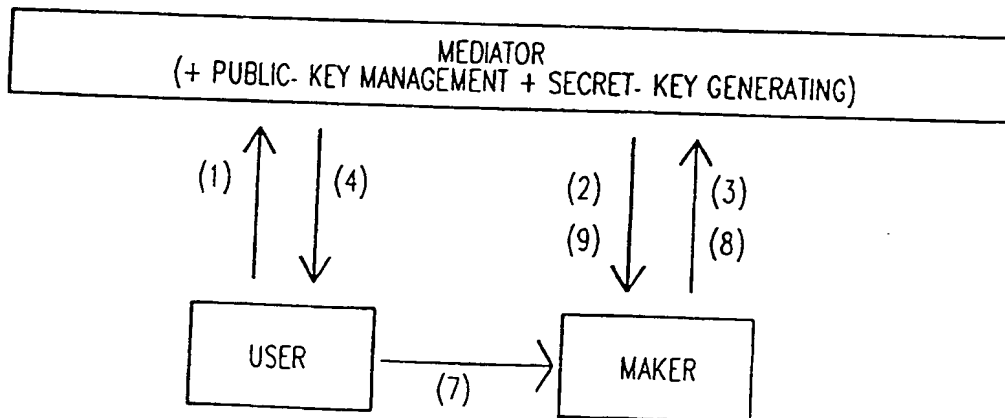 MEDIATOR
(+ PUBLIC- KEY MANAGEMENT + SECRET- KEY GENERATING)
(1)
(4)
(2)
(3)
(9)
(8)
USER
(7)
MAKER